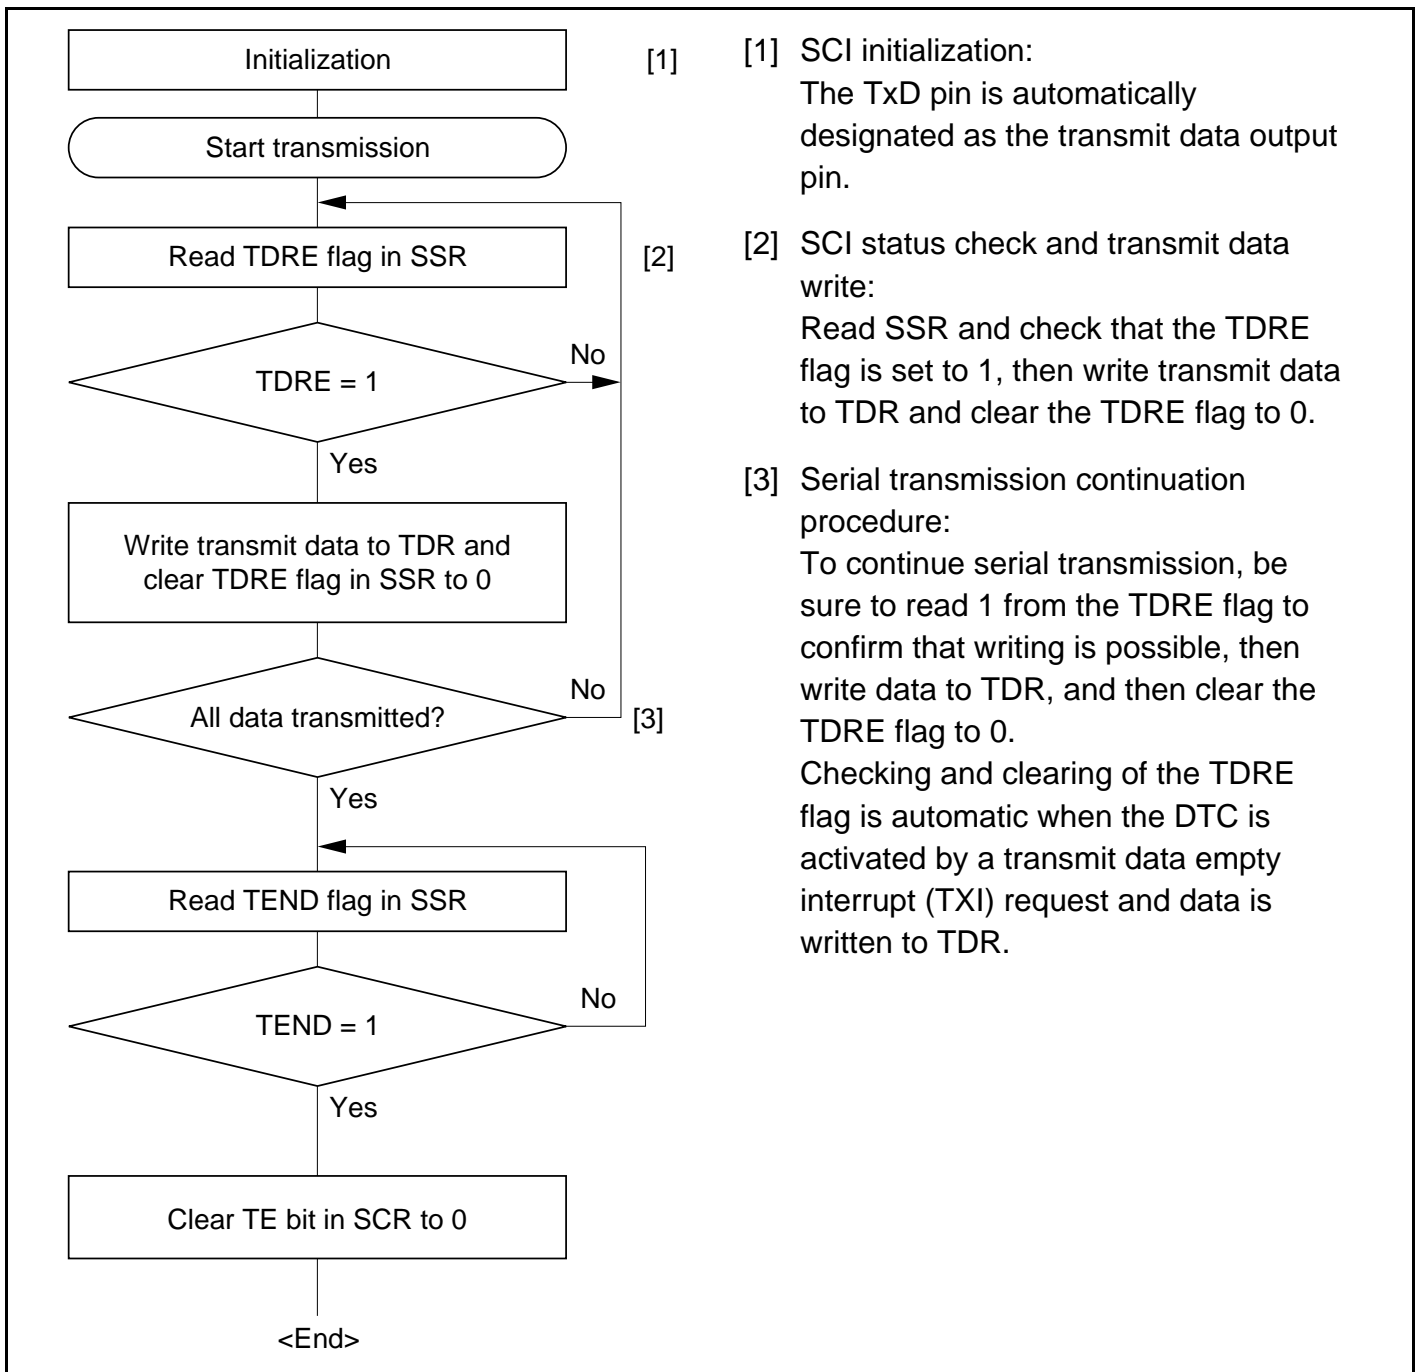 Initialization
[1]
Start transmission
Read TDRE flag in SSR
[2]
TDRE = 1
No
Yes
Write transmit data to TDR and
clear TDRE flag in SSR to 0
All data transmitted?
No
[3]
Yes
Read TEND flag in SSR
TEND = 1
No
Yes
Clear TE bit in SCR to 0
<End>
[1] SCI initialization:
The TxD pin is automatically
designated as the transmit data output
pin.
[2] SCI status check and transmit data
write:
Read SSR and check that the TDRE
flag is set to 1, then write transmit data
to TDR and clear the TDRE flag to 0.
[3] Serial transmission continuation
procedure:
To continue serial transmission, be
sure to read 1 from the TDRE flag to
confirm that writing is possible, then
write data to TDR, and then clear the
TDRE flag to 0.
Checking and clearing of the TDRE
flag is automatic when the DTC is
activated by a transmit data empty
interrupt (TXI) request and data is
written to TDR.